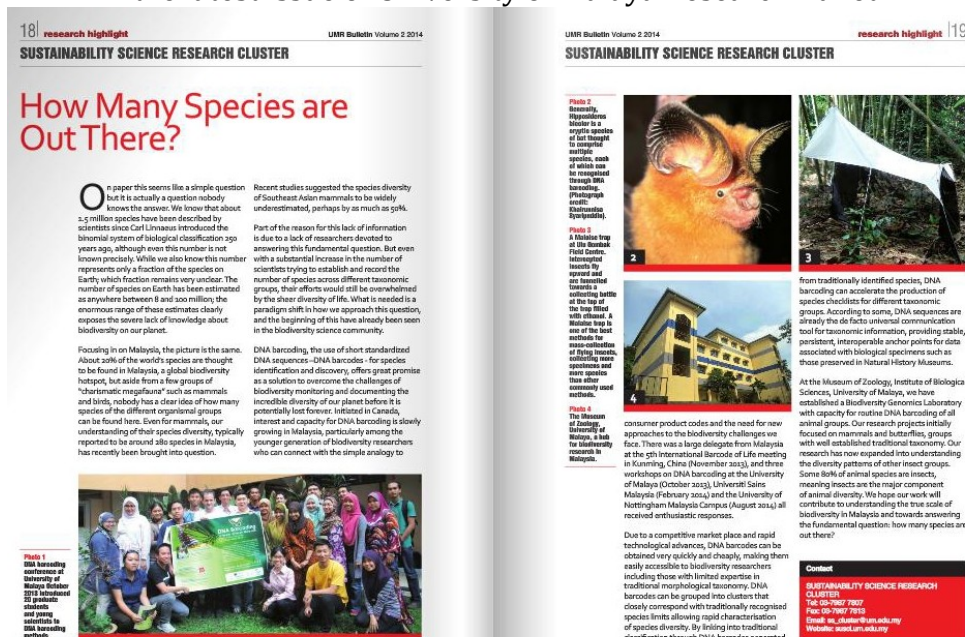 18 research highlight
UMR Bulletin Volume 2 2014
SUSTAINABILITY SCIENCE RESEARCH CLUSTER
How Many Species are
Out There?
On paper this seems like a simple question
but it is actually a question nobody
knows the answer. We know that about
1.5 million species have been described by
scientists since Carl Linnaeus introduced the
binomial system of biological classification 250
years ago, although even this number is not
known precisely. While we also know this number
represents only a fraction of the species on
Earth; which fraction remains very unclear. The
number of species on Earth has been estimated
as anywhere between 8 and 100 million; the
enormous range of these estimates clearly
exposes the severe lack of knowledge about
biodiversity on our planet.
Focusing in on Malaysia, the picture is the same.
About 20% of the world's species are thought
to be found in Malaysia, a global biodiversity
hotspot, but aside from a few groups of
"charismatic megafauna" such as mammals
and birds, nobody has a clear idea of how many
species of the different organismal groups
can be found here. Even for mammals, our
understanding of their species diversity, typically
reported to be around 280 species in Malaysia,
has recently been brought into question.
Recent studies suggested the species diversity
of Southeast Asian mammals to be widely
underestimated, perhaps by as much as 50%.
Part of the reason for this lack of information
is due to a lack of researchers devoted to
answering this fundamental question. But even
with a substantial increase in the number of
scientists trying to establish and record the
number of species across different taxonomic
groups, their efforts would still be overwhelmed
by the sheer diversity of life. What is needed is a
paradigm shift in how we approach this question,
and the beginning of this have already been seen
in the biodiversity science community.
DNA barcoding, the use of short standardized
DNA sequences –DNA barcodes - for species
identification and discovery, offers great promise
as a solution to overcome the challenges of
biodiversity monitoring and documenting the
incredible diversity of our planet before it is
potentially lost forever. Initiated in Canada,
interest and capacity for DNA barcoding is slowly
growing in Malaysia, particularly among the
younger generation of biodiversity researchers
who can connect with the simple analogy to
Photo 1
DNA barcoding
conference at
University of
Malaya October
2013 introduced
20 graduate
students
and young
scientists to
DNA barcoding
methods
DNA Barcoding
UMR Bulletin Volume 2 2014
research highlight 19
SUSTAINABILITY SCIENCE RESEARCH CLUSTER
Photo 2
Generally,
Hipposideros
bicolor is a
cryptic species
of bat thought
to comprise
multiple
species, each
of which can
be recognised
through DNA
barcoding.
(Photograph
credit:
Khairunnisa
Syaripuddin).
Photo 3
A Malaise trap
at Ulu Gombak
Field Centre.
Intercepted
insects fly
upward and
are funnelled
towards a
collecting bottle
at the top of
the trap filled
with ethanol. A
Malaise trap is
one of the best
methods for
mass-collection
of flying insects,
collecting more
specimens and
more species
than other
commonly used
methods.
Photo 4
The Museum
of Zoology,
University of
Malaya, a hub
for biodiversity
research in
Malaysia.
2
3
4
consumer product codes and the need for new
approaches to the biodiversity challenges we
face. There was a large delegate from Malaysia
at the 5th International Barcode of Life meeting
in Kunming, China (November 2013), and three
workshops on DNA barcoding at the University
of Malaya (October 2013), Universiti Sains
Malaysia (February 2014) and the University of
Nottingham Malaysia Campus (August 2014) all
received enthusiastic responses.
Due to a competitive market place and rapid
technological advances, DNA barcodes can be
obtained very quickly and cheaply, making them
easily accessible to biodiversity researchers
including those with limited expertise in
traditional morphological taxonomy. DNA
barcodes can be grouped into clusters that
closely correspond with traditionally recognised
species limits allowing rapid characterisation
of species diversity. By linking into traditional
classification through DNA barcodes generated
from traditionally identified species, DNA
barcoding can accelerate the production of
species checklists for different taxonomic
groups. According to some, DNA sequences are
already the de facto universal communication
tool for taxonomic information, providing stable,
persistent, interoperable anchor points for data
associated with biological specimens such as
those preserved in Natural History Museums.
At the Museum of Zoology, Institute of Biological
Sciences, University of Malaya, we have
established a Biodiversity Genomics Laboratory
with capacity for routine DNA barcoding of all
animal groups. Our research projects initially
focused on mammals and butterflies, groups
with well established traditional taxonomy. Our
research has now expanded into understanding
the diversity patterns of other insect groups.
Some 80% of animal species are insects,
meaning insects are the major component
of animal diversity. We hope our work will
contribute to understanding the true scale of
biodiversity in Malaysia and towards answering
the fundamental question: how many species are
out there?
Contact
SUSTAINABILITY SCIENCE RESEARCH
CLUSTER
Tel: 03-7967 7807
Fax: 03-7967 7813
Email: sa_cluster@um.edu.my
Website: susci.um.edu.my